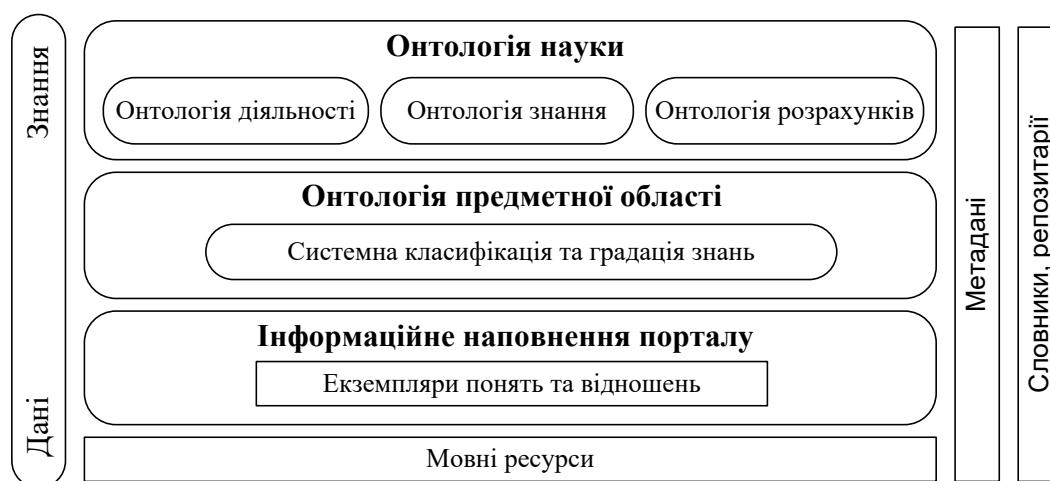 Знання
Дані
Онтологія науки
Онтологія діяльності
Онтологія знання
Онтологія розрахунків
Онтологія предметної області
Системна класифікація та градація знань
Інформаційне наповнення порталу
Екземпляри понять та відношень
Мовні ресурси
Метадані
Словники, репозитарії